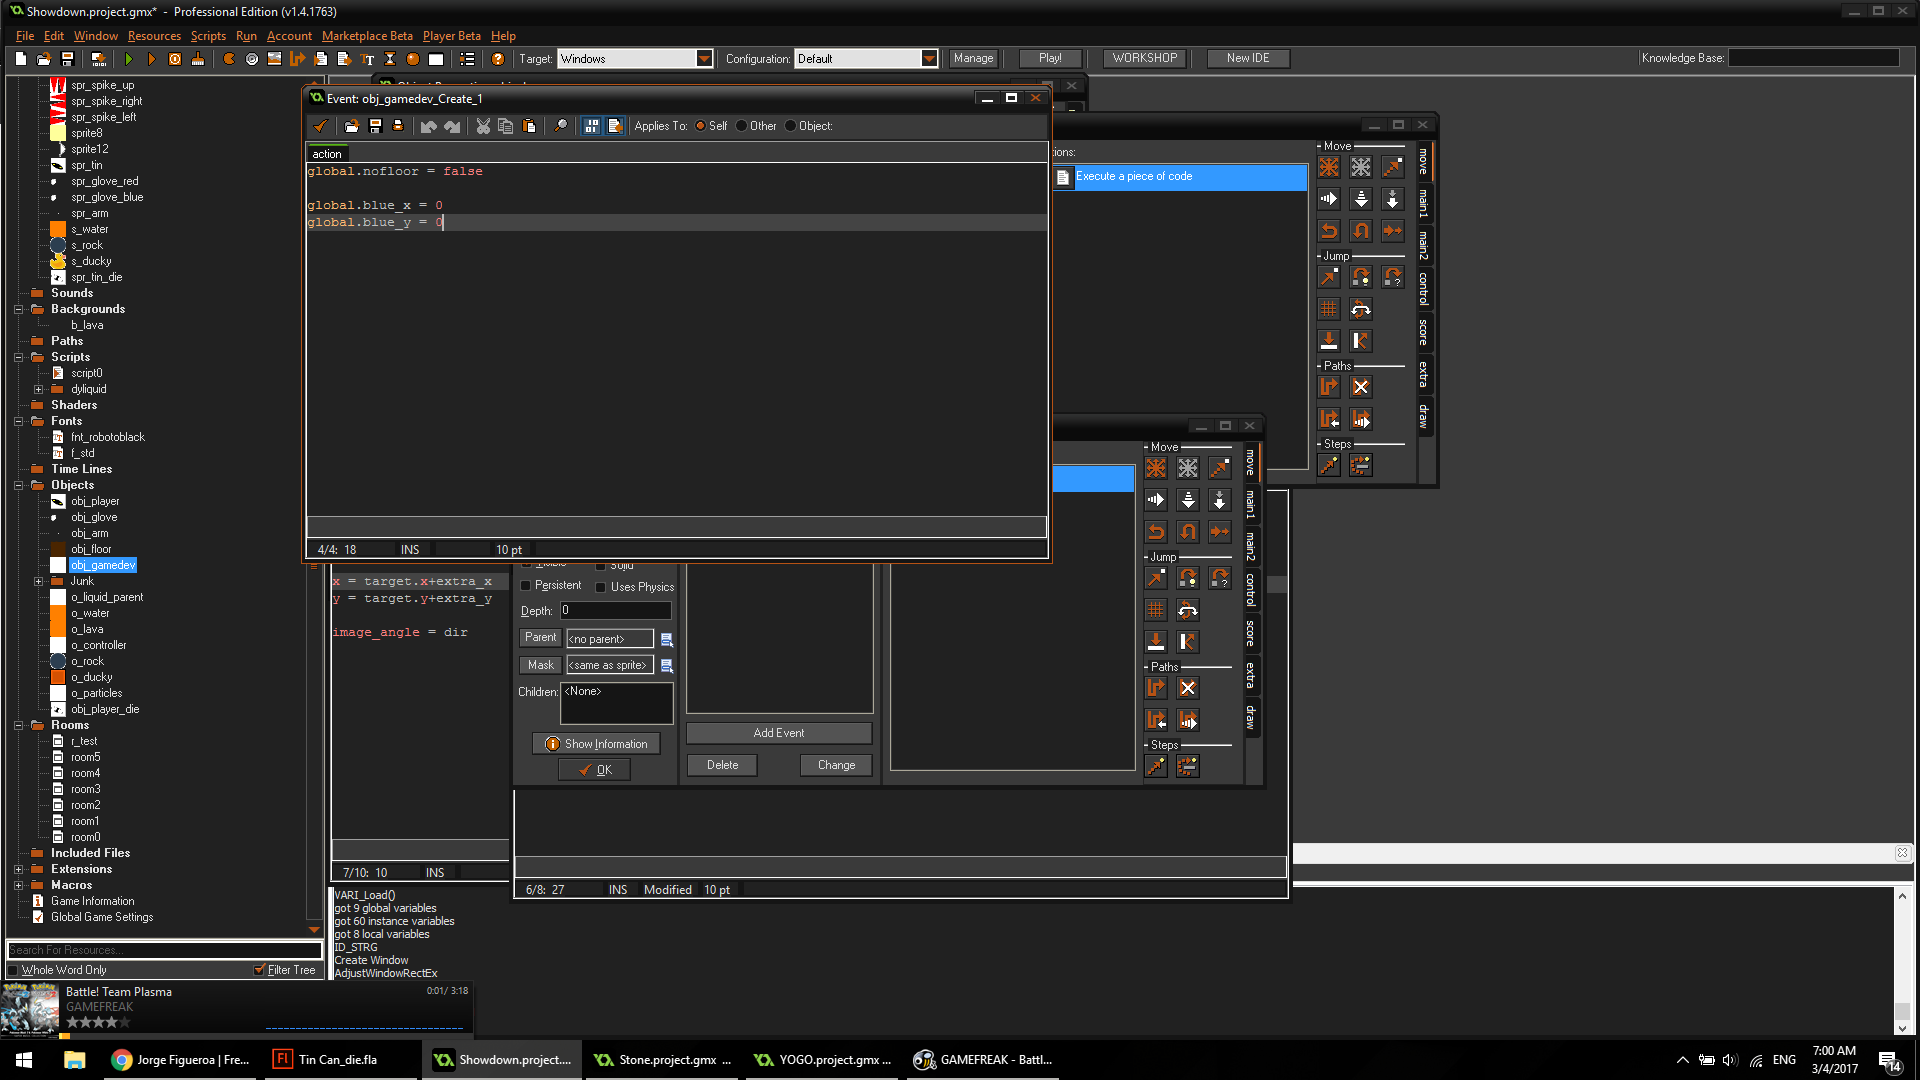 Showdown.project.gmx* - Professional Edition (v1.4.1763)
File Edit Window Resources Scripts Run Account Marketplace Beta Player Beta Help
Target: Windows Configuration: Default Manage Play! WORKSHOP New IDE Knowledge Base:
spr_spike_up
spr_spike_right
spr_spike_left
sprite8
sprite12
spr_tin
spr_glove_red
spr_glove_blue
spr_arm
s_water
s_rock
s_ducky
spr_tin_die
Sounds
Backgrounds
b_lava
Paths
Scripts
script0
dyliquid
Shaders
Fonts
fnt_robotoblack
f_std
Time Lines
Objects
obj_player
obj_glove
obj_arm
obj_floor
obj_gamedev
Junk
o_liquid_parent
o_water
o_lava
o_controller
o_rock
o_ducky
o_particles
obj_player_die
Rooms
r_test
room5
room4
room3
room2
room1
room0
Included Files
Extensions
Macros
Game Information
Global Game Settings
Search For Resources...
Whole Word Only Filter Tree
Event: obj_gamedev_Create_1
Applies To: Self Other Object:
action
global.nofloor = false
global.blue_x = 0
global.blue_y = 0
4/4: 18 INS 10 pt
Execute a piece of code
Move
Jump
Paths
Steps
move
main1
main2
control
score
extra
draw
x = target.x+extra_x
y = target.y+extra_y
image_angle = dir
7/10: 10 INS
Solid
Persistent Uses Physics
Depth: 0
Parent <no parent>
Mask <same as sprite>
Children: <None>
Show Information
OK
Add Event
Delete Change
Move
Jump
Paths
Steps
move
main1
main2
control
score
extra
draw
6/8: 27 INS Modified 10 pt
VARI_Load()
got 9 global variables
got 60 instance variables
got 8 local variables
ID_STRG
Create Window
AdjustWindowRectEx
Battle! Team Plasma 0:01/ 3:18
GAMEFREAK
Jorge Figueroa | Fre...
Tin Can_die.fla
Showdown.project....
Stone.project.gmx ...
YOGO.project.gmx ...
GAMEFREAK - Battl...
ENG
7:00 AM
3/4/2017
14